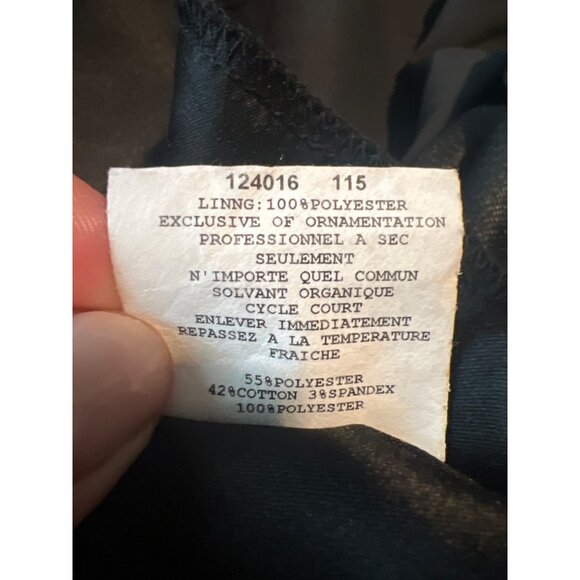 124016 115
LINNG:100%POLYESTER
EXCLUSIVE OF ORNAMENTATION
PROFESSIONNEL A SEC
SEULEMENT
N'IMPORTE QUEL COMMUN
SOLVANT ORGANIQUE
CYCLE COURT
ENLEVER IMMEDIATEMENT
REPASSEZ A LA TEMPERATURE
FRAICHE
55%POLYESTER
42%COTTON 3%SPANDEX
100%POLYESTER